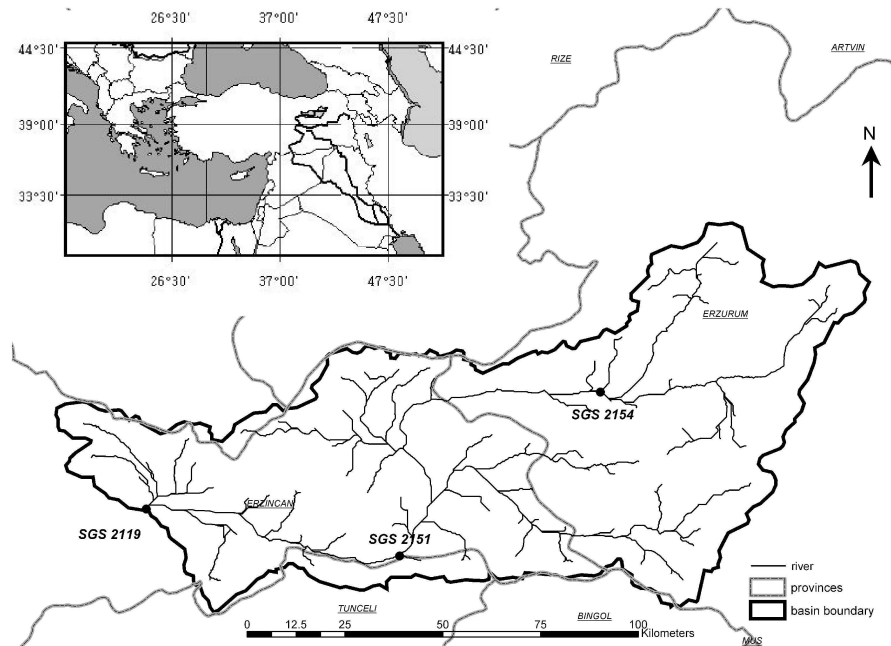 26°30' 37°00' 47°30'
44°30' 44°30'
39°00' 39°00'
33°30' 33°30'
26°30' 37°00' 47°30'
RIZE
ARTVIN
N
ERZURUM
SGS 2154
ERZINCAN
SGS 2119
SGS 2151
TUNCELI
BINGOL
MUS
river
provinces
basin boundary
0 12.5 25 50 75 100
Kilometers